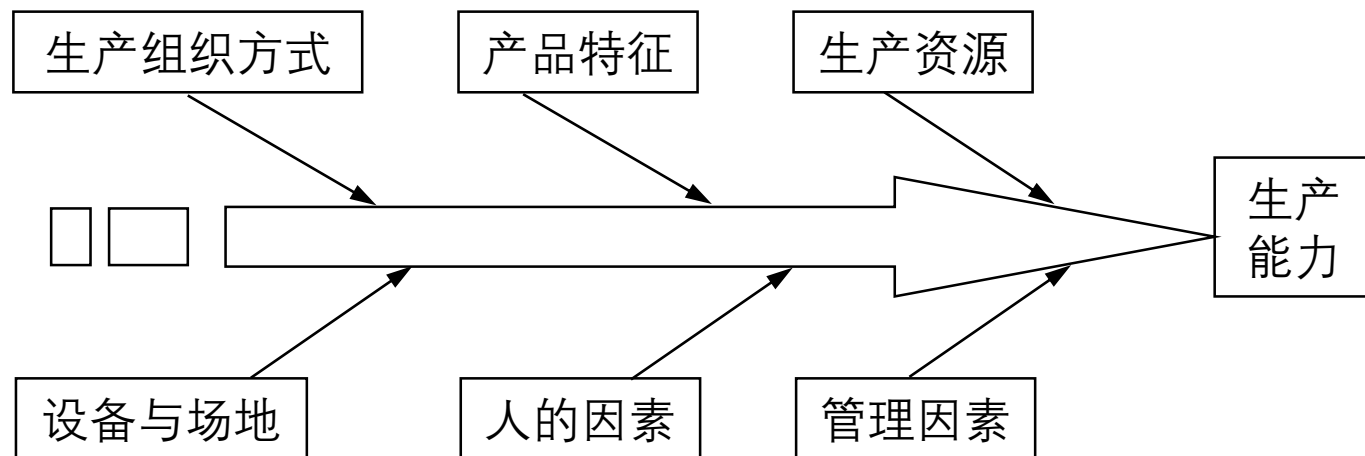 生产组织方式
产品特征
生产资源
生产
能力
设备与场地
人的因素
管理因素